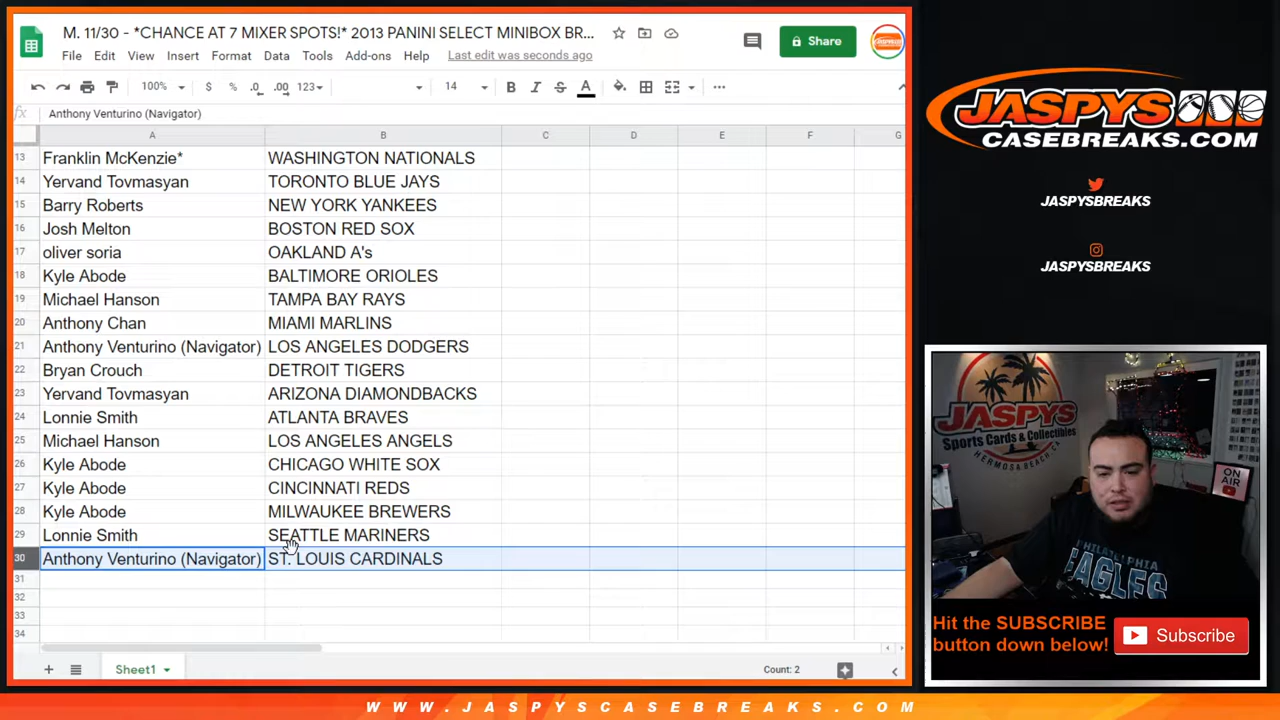 M. 11/30 - *CHANCE AT 7 MIXER SPOTS!* 2013 PANINI SELECT MINIBOX BR...
Share
File Edit View Insert Format Data Tools Add-ons Help Last edit was seconds ago
100% $ % .0 .00 123 14 B I S A
fx Anthony Venturino (Navigator)
A B C D E F G
13 Franklin McKenzie* WASHINGTON NATIONALS
14 Yervand Tovmasyan TORONTO BLUE JAYS
15 Barry Roberts NEW YORK YANKEES
16 Josh Melton BOSTON RED SOX
17 oliver soria OAKLAND A's
18 Kyle Abode BALTIMORE ORIOLES
19 Michael Hanson TAMPA BAY RAYS
20 Anthony Chan MIAMI MARLINS
21 Anthony Venturino (Navigator) LOS ANGELES DODGERS
22 Bryan Crouch DETROIT TIGERS
23 Yervand Tovmasyan ARIZONA DIAMONDBACKS
24 Lonnie Smith ATLANTA BRAVES
25 Michael Hanson LOS ANGELES ANGELS
26 Kyle Abode CHICAGO WHITE SOX
27 Kyle Abode CINCINNATI REDS
28 Kyle Abode MILWAUKEE BREWERS
29 Lonnie Smith SEATTLE MARINERS
30 Anthony Venturino (Navigator) ST. LOUIS CARDINALS
31
32
33
34
Sheet1
Count: 2
JASPYS
CASEBREAKS.COM
JASPYSBREAKS
JASPYSBREAKS
JASPYS
Sports Cards & Collectibles
HERMOSA BEACH CA
ON AIR
PHILADELPHIA
EAGLES
Hit the SUBSCRIBE
button down below!
Subscribe
WWW.JASPYSCASEBREAKS.COM